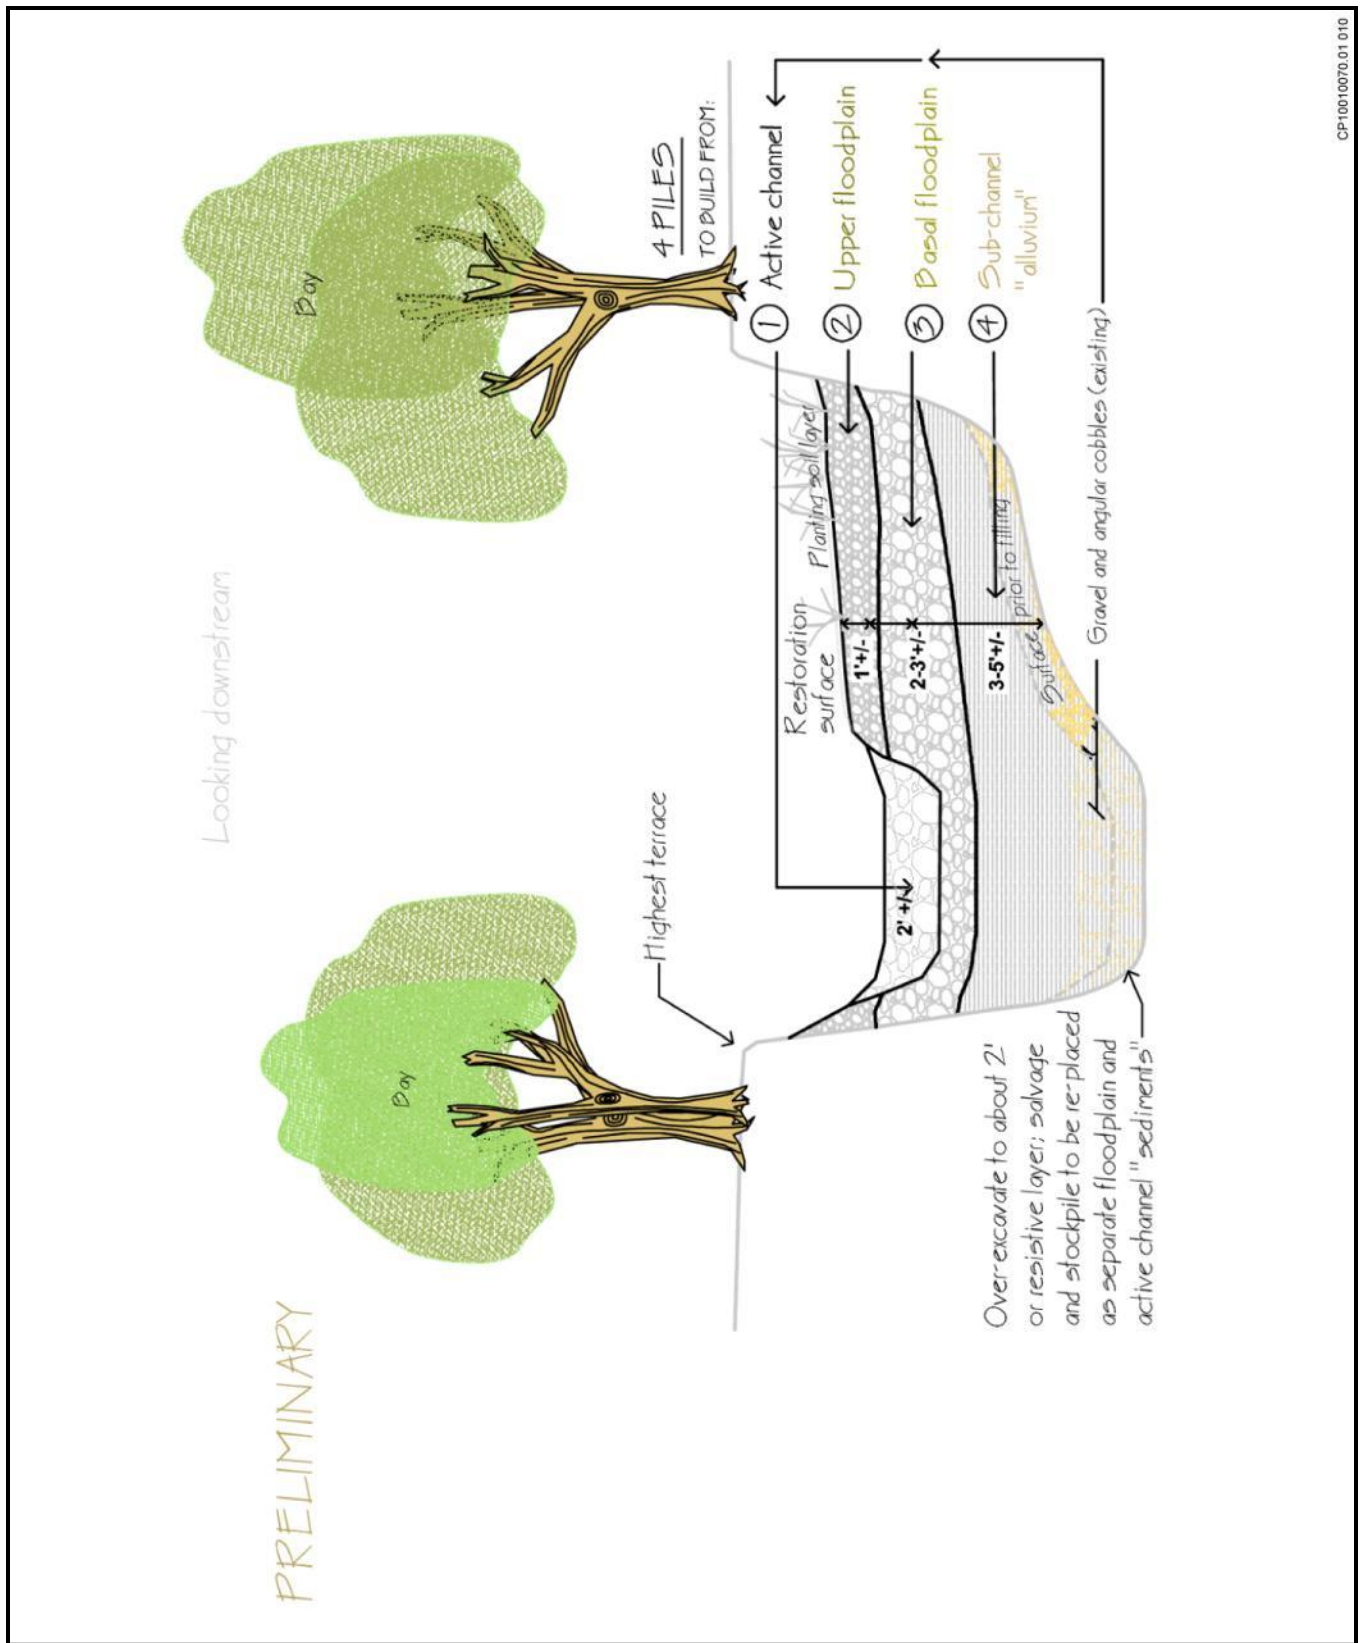 PRELIMINARY
Looking downstream
Bay
Bay
Highest terrace
4 PILES
TO BUILD FROM:
1 Active channel
2 Upper floodplain
3 Basal floodplain
4 Sub-channel
"alluvium"
Restoration
surface
Planting soil layer
1'+/-
2-3'+/-
3-5'+/-
2' +/-
Surface prior to filling
Gravel and angular cobbles (existing)
Over-excavate to about 2'
or resistive layer; salvage
and stockpile to be re-placed
as separate floodplain and
active channel "sediments"
CP10010070.01 010